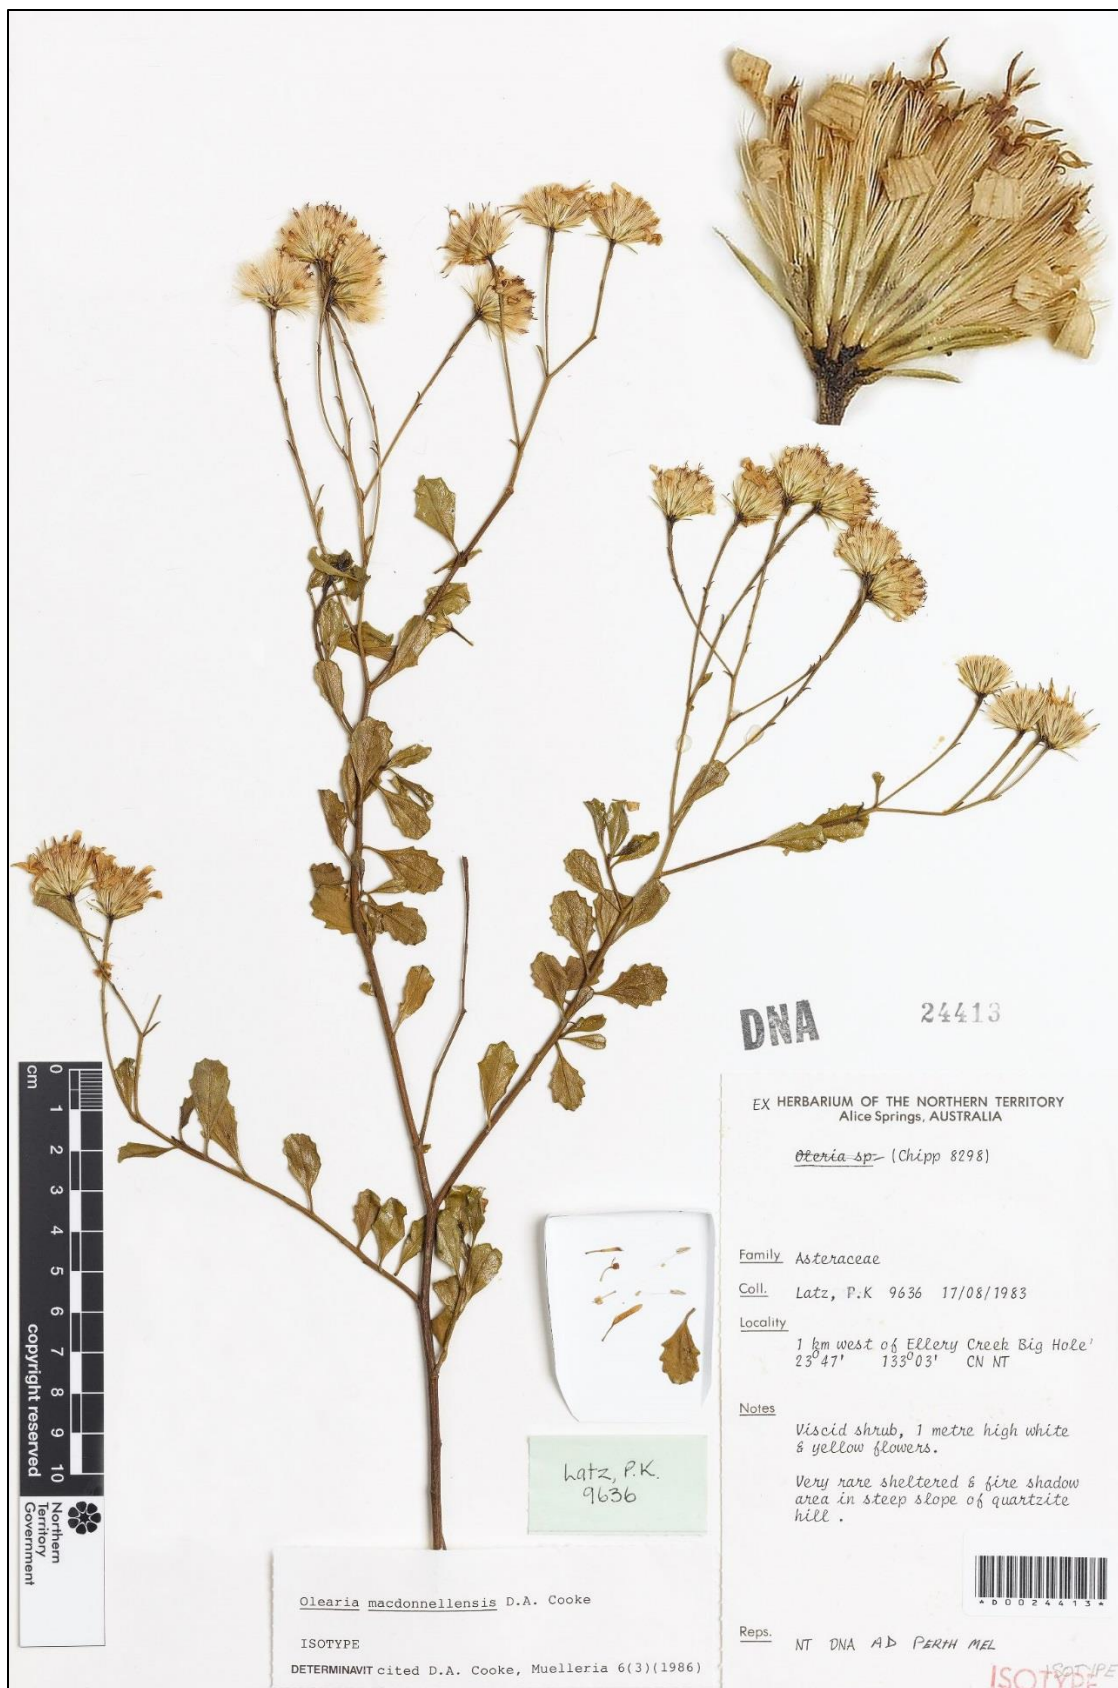 DNA 24413
EX HERBARIUM OF THE NORTHERN TERRITORY
Alice Springs, AUSTRALIA
Oleria sp. (Chipp 8298)
Family Asteraceae
Coll. Latz, P.K 9636 17/08/1983
Locality
1 km west of Ellery Creek Big Hole'
23°47' 133°03' CN NT
Notes
Viscid shrub, 1 metre high white
& yellow flowers.
Very rare sheltered & fire shadow
area in steep slope of quartzite
hill .
*D0024413*
Reps. NT DNA AD PERTH MEL
ISOTYPE
ISOTYPE
Latz, P.K.
9636
Olearia macdonnellensis D.A. Cooke
ISOTYPE
DETERMINAVIT cited D.A. Cooke, Muelleria 6(3)(1986)
0
cm
1
2
3
4
5
6
7
8
9
10
copyright reserved
Northern
Territory
Government